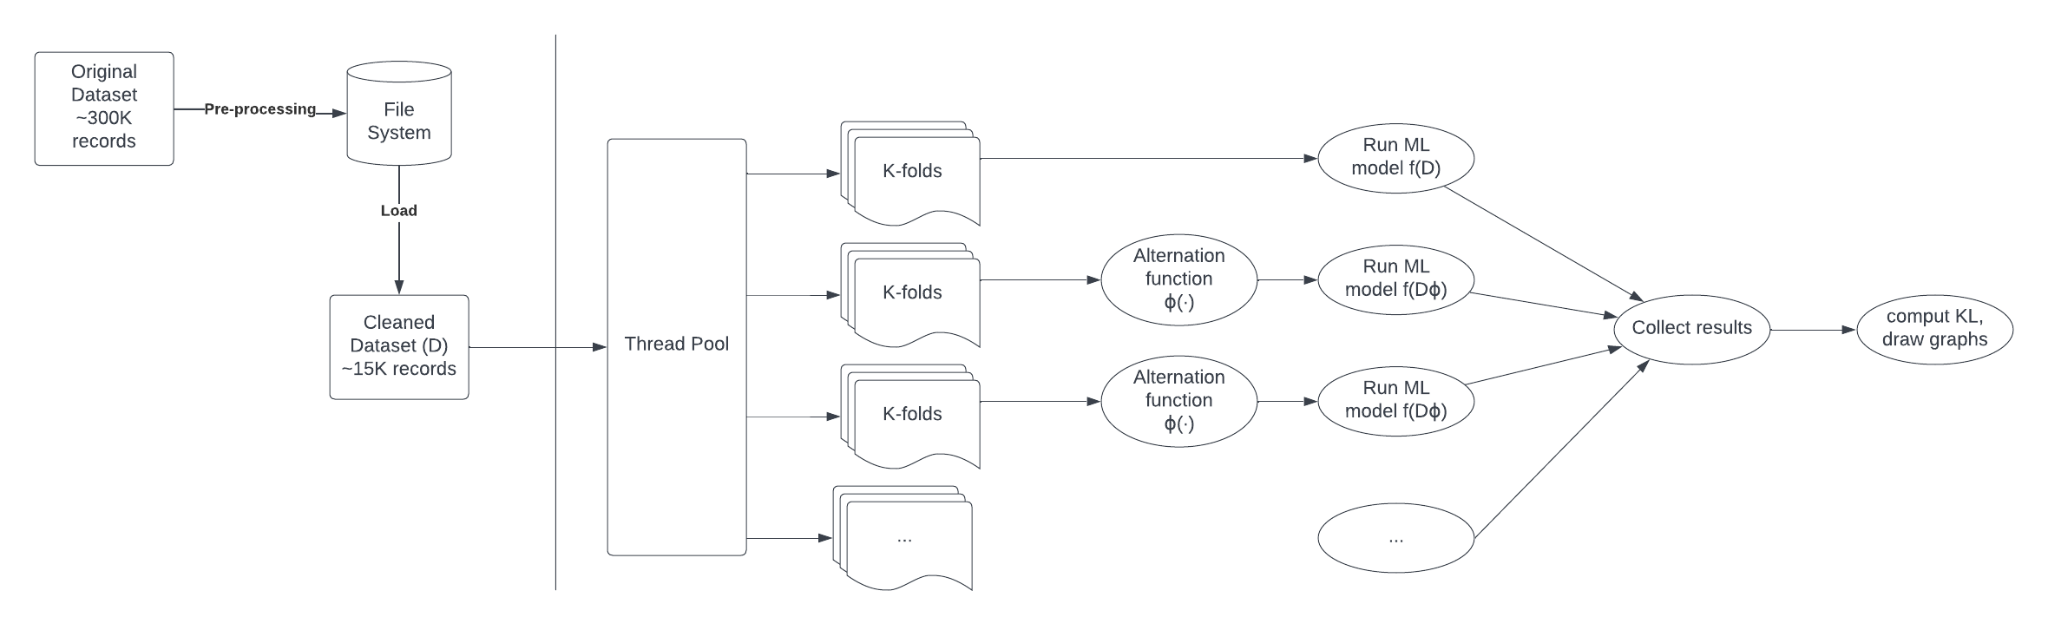 Original
Dataset
~300K
records
Pre-processing
File
System
Load
Cleaned
Dataset (D)
~15K records
Thread Pool
K-folds
Run ML
model f(D)
K-folds
Alternation
function
ϕ(·)
Run ML
model f(Dϕ)
K-folds
Alternation
function
ϕ(·)
Run ML
model f(Dϕ)
...
...
Collect results
comput KL,
draw graphs